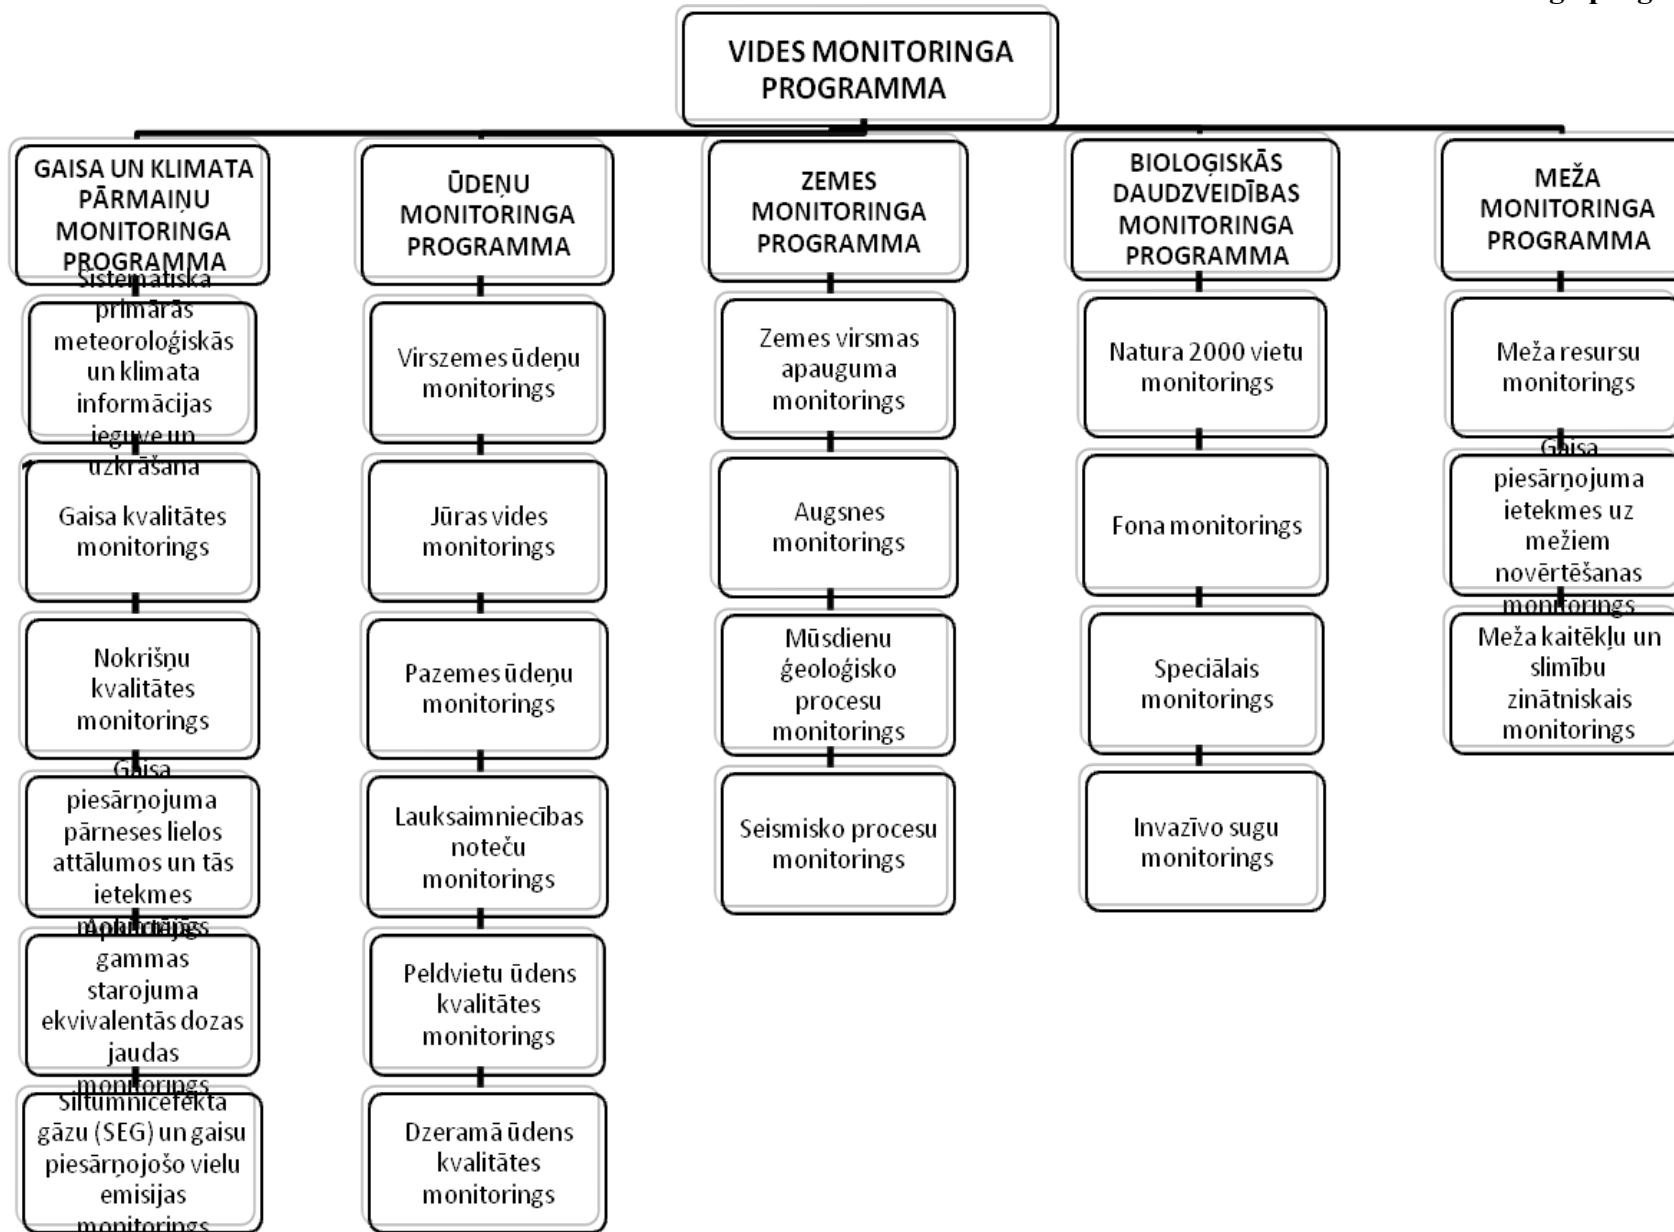 VIDES MONITORINGA
PROGRAMMA
GAISA UN KLIMATA
PĀRMAIŅU
MONITORINGA
PROGRAMMA
Sistemātiska
primārās
meteoroloģiskās
un klimata
informācijas
ieguve un
uzkrāšana
Gaisa kvalitātes
monitorings
Nokrišņu
kvalitātes
monitorings
Gaisa
piesārņojuma
pārneses lielos
attālumos un tās
ietekmes
monitorings
gammas
starojuma
ekvivalentās dozas
jaudas
monitorings
Siltumnīcefekta
gāzu (SEG) un gaisu
piesārņojošo vielu
emisijas
monitorings
ŪDEŅU
MONITORINGA
PROGRAMMA
Virszemes ūdeņu
monitorings
Jūras vides
monitorings
Pazemes ūdeņu
monitorings
Lauksaimniecības
noteču
monitorings
Peldvietu ūdens
kvalitātes
monitorings
Dzeramā ūdens
kvalitātes
monitorings
ZEMES
MONITORINGA
PROGRAMMA
Zemes virsmas
apauguma
monitorings
Augsnes
monitorings
Mūsdienu
ģeoloģisko
procesu
monitorings
Seismisko procesu
monitorings
BIOLOĢISKĀS
DAUDZVEIDĪBAS
MONITORINGA
PROGRAMMA
Natura 2000 vietu
monitorings
Fona monitorings
Speciālais
monitorings
Invazīvo sugu
monitorings
MEŽA
MONITORINGA
PROGRAMMA
Meža resursu
monitorings
Gaisa
piesārņojuma
ietekmes uz
mežiem
novērtēšanas
monitorings
Meža kaitēkļu un
slimību
zinātniskais
monitorings